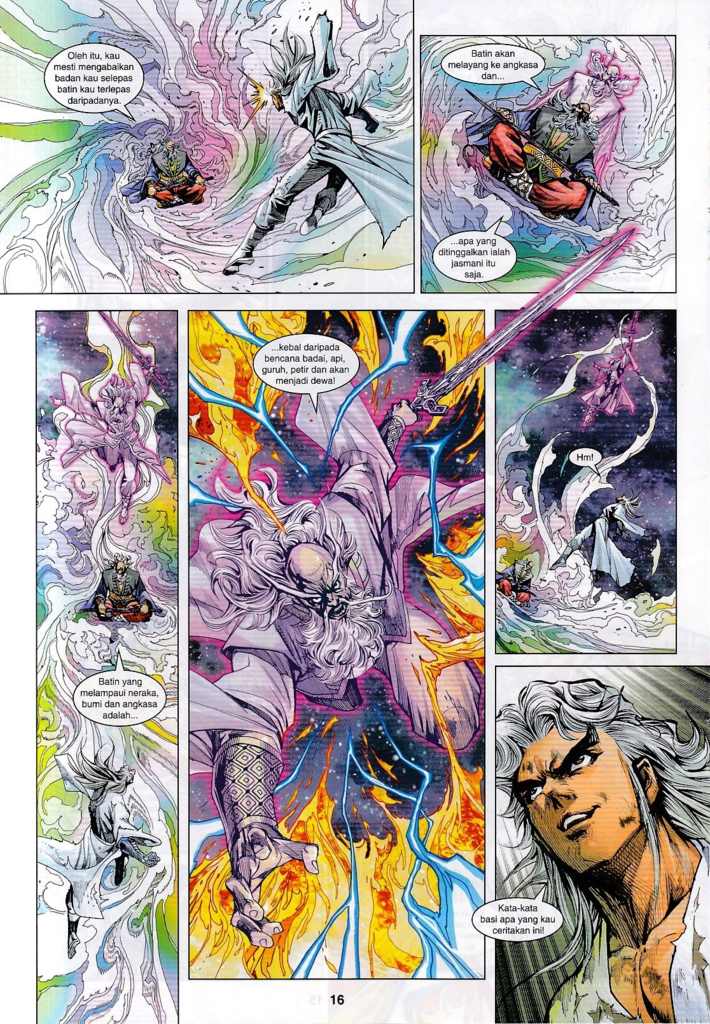 Oleh itu, kau
mesti mengabaikan
badan kau selepas
batin kau terlepas
daripadanya.
Batin akan
melayang ke angkasa
dan...
...apa yang
ditinggalkan ialah
jasmani itu
saja.
Batin yang
melampaui neraka,
bumi dan angkasa
adalah...
...kebal daripada
bencana badai, api,
guruh, petir dan akan
menjadi dewa!
Hm!
Kata-kata
basi apa yang kau
ceritakan ini!
16